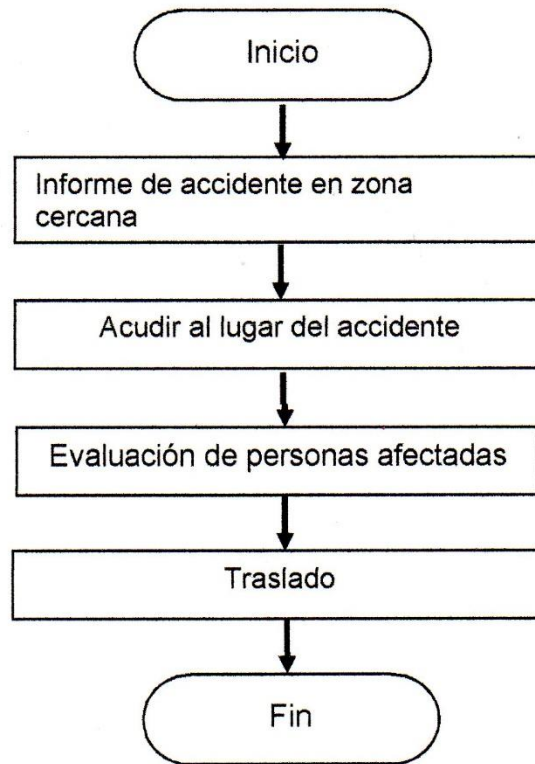 Inicio
Informe de accidente en zona
cercana
Acudir al lugar del accidente
Evaluación de personas afectadas
Traslado
Fin